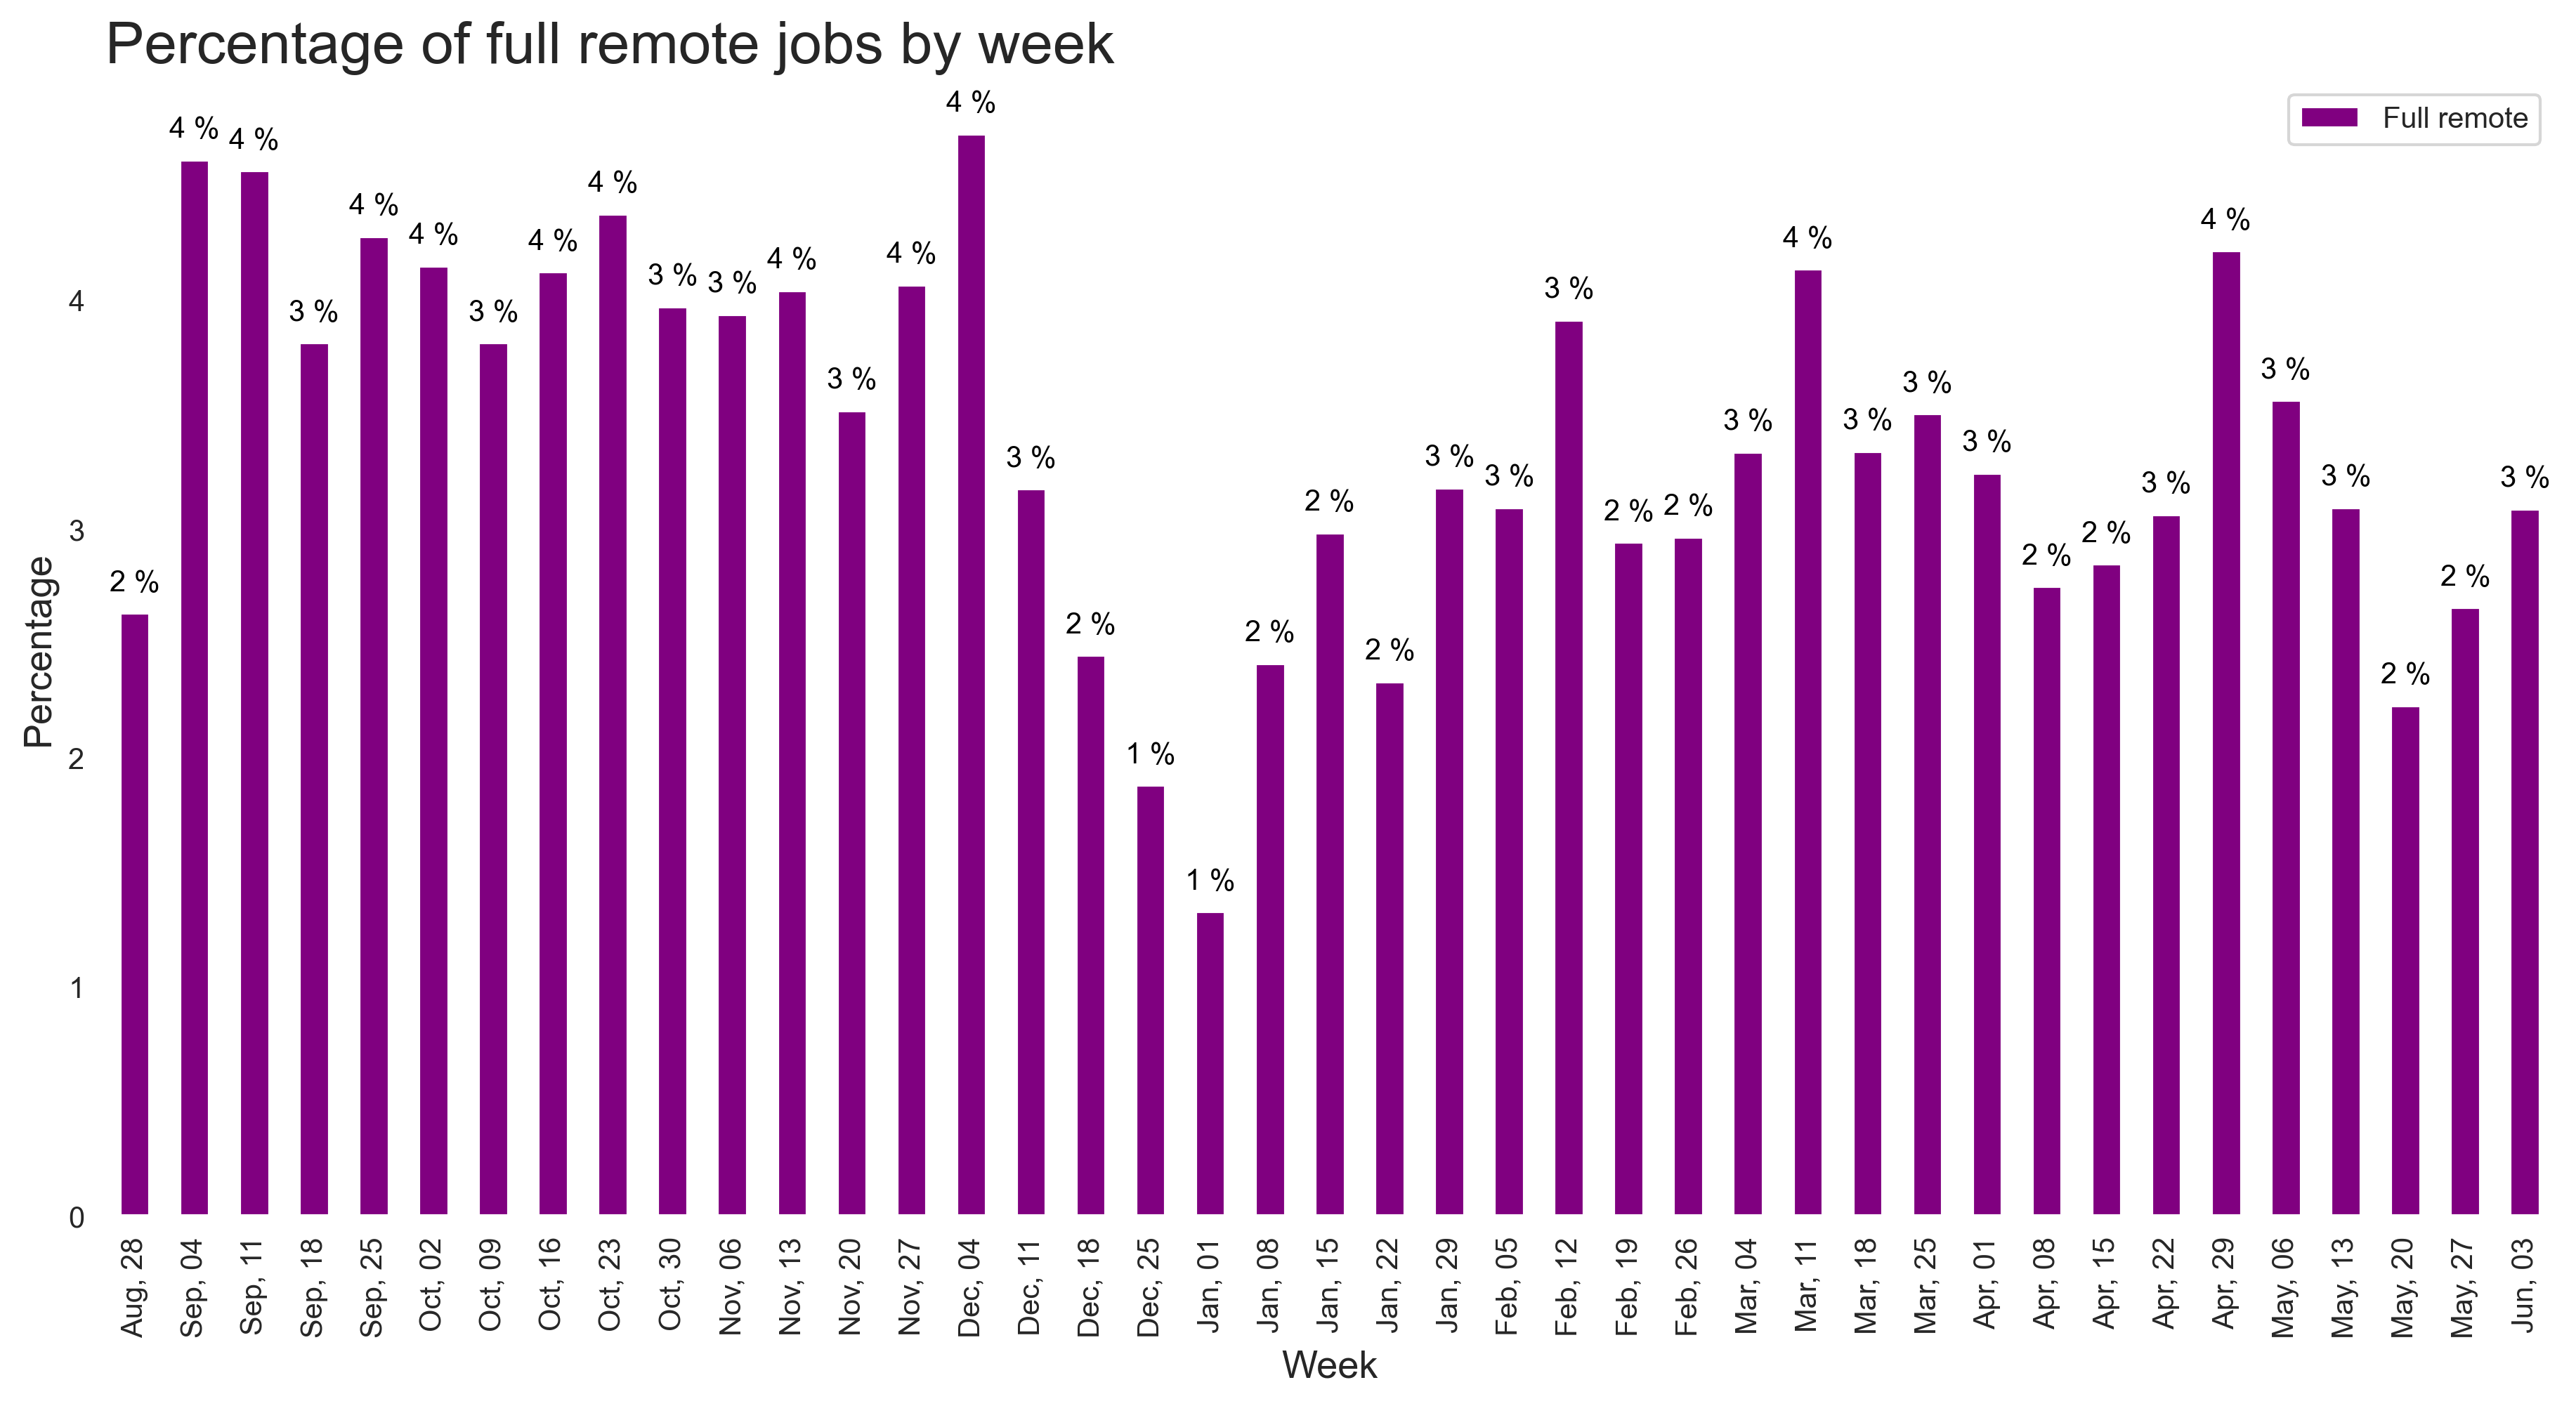 Percentage of full remote jobs by week
Full remote
Percentage
4
3
2
1
0
2 %
4 %
4 %
3 %
4 %
4 %
3 %
4 %
4 %
3 %
3 %
4 %
3 %
4 %
4 %
3 %
2 %
1 %
1 %
2 %
2 %
2 %
3 %
3 %
3 %
2 %
2 %
3 %
4 %
3 %
3 %
3 %
2 %
2 %
3 %
4 %
3 %
3 %
2 %
2 %
3 %
Aug, 28
Sep, 04
Sep, 11
Sep, 18
Sep, 25
Oct, 02
Oct, 09
Oct, 16
Oct, 23
Oct, 30
Nov, 06
Nov, 13
Nov, 20
Nov, 27
Dec, 04
Dec, 11
Dec, 18
Dec, 25
Jan, 01
Jan, 08
Jan, 15
Jan, 22
Jan, 29
Feb, 05
Feb, 12
Feb, 19
Feb, 26
Mar, 04
Mar, 11
Mar, 18
Mar, 25
Apr, 01
Apr, 08
Apr, 15
Apr, 22
Apr, 29
May, 06
May, 13
May, 20
May, 27
Jun, 03
Week